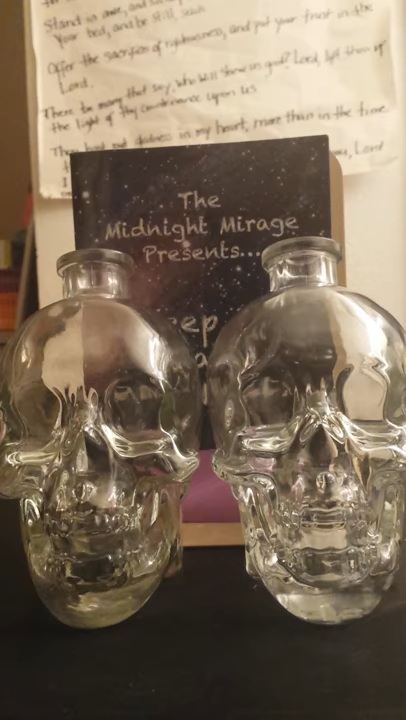 Stand in awe, and
Your bed, and be still, selah
Offer the sacrifices of righteousness, and put your trust in the
Lord.
There be many that say, who will show us good? Lord, lift thou up
the light of thy countenance upon us.
Thou hast put gladness in my heart, more than in the time
Lord
The
Midnight Mirage
Presents...
eep